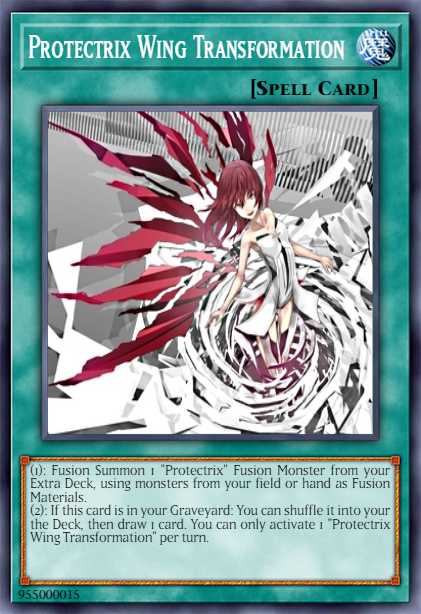 Protectrix Wing Transformation
魔
[Spell Card]
(1): Fusion Summon 1 "Protectrix" Fusion Monster from your
Extra Deck, using monsters from your field or hand as Fusion
Materials.
(2): If this card is in your Graveyard: You can shuffle it into your
the Deck, then draw 1 card. You can only activate 1 "Protectrix
Wing Transformation" per turn.
955000015